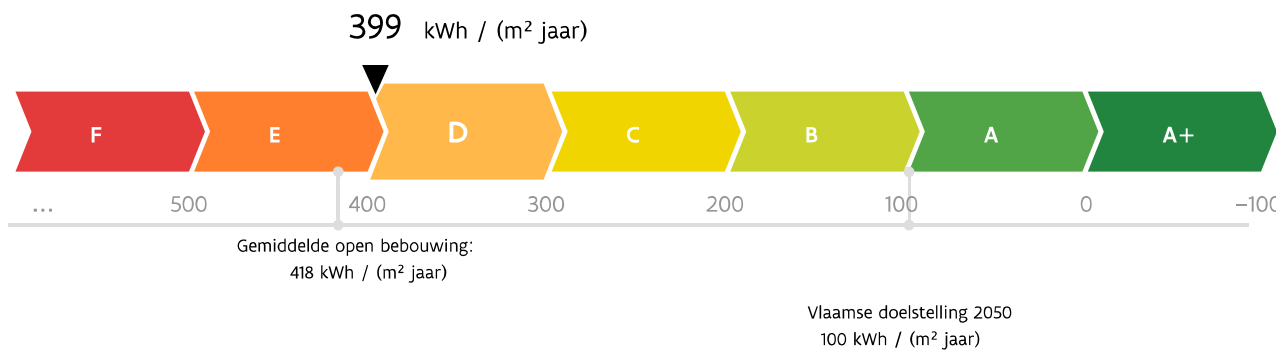 399 kWh / (m² jaar)
F E D C B A A+
... 500 400 300 200 100 0 –100
Gemiddelde open bebouwing:
418 kWh / (m² jaar)
Vlaamse doelstelling 2050
100 kWh / (m² jaar)